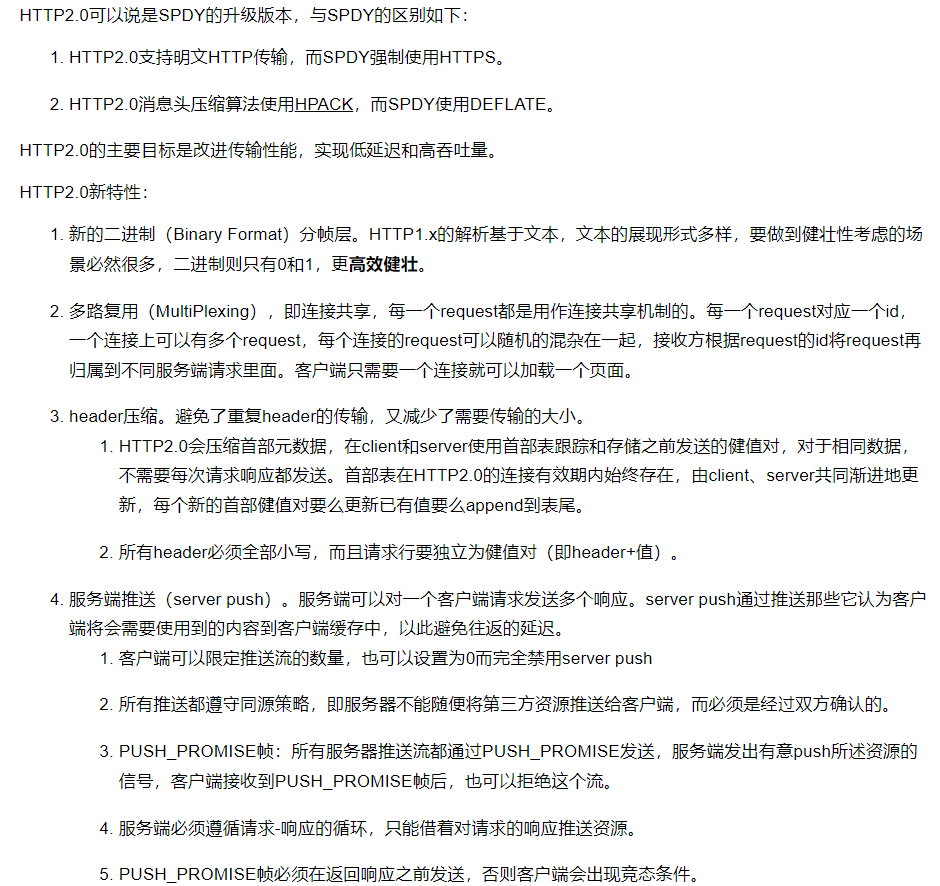 HTTP2.0可以说是SPDY的升级版本，与SPDY的区别如下：
1. HTTP2.0支持明文HTTP传输，而SPDY强制使用HTTPS。
2. HTTP2.0消息头压缩算法使用HPACK，而SPDY使用DEFLATE。
HTTP2.0的主要目标是改进传输性能，实现低延迟和高吞吐量。
HTTP2.0新特性：
1. 新的二进制（Binary Format）分帧层。HTTP1.x的解析基于文本，文本的展现形式多样，要做到健壮性考虑的场
景必然很多，二进制则只有0和1，更高效健壮。
2. 多路复用（MultiPlexing），即连接共享，每一个request都是用作连接共享机制的。每一个request对应一个id，
一个连接上可以有多个request，每个连接的request可以随机的混杂在一起，接收方根据request的id将request再
归属到不同服务端请求里面。客户端只需要一个连接就可以加载一个页面。
3. header压缩。避免了重复header的传输，又减少了需要传输的大小。
1. HTTP2.0会压缩首部元数据，在client和server使用首部表跟踪和存储之前发送的健值对，对于相同数据，
不需要每次请求响应都发送。首部表在HTTP2.0的连接有效期内始终存在，由client、server共同渐进地更
新，每个新的首部健值对要么更新已有值要么append到表尾。
2. 所有header必须全部小写，而且请求行要独立为健值对（即header+值）。
4. 服务端推送（server push）。服务端可以对一个客户端请求发送多个响应。server push通过推送那些它认为客户
端将会需要使用到的内容到客户端缓存中，以此避免往返的延迟。
1. 客户端可以限定推送流的数量，也可以设置为0而完全禁用server push
2. 所有推送都遵守同源策略，即服务器不能随便将第三方资源推送给客户端，而必须是经过双方确认的。
3. PUSH_PROMISE帧：所有服务器推送流都通过PUSH_PROMISE发送，服务端发出有意push所述资源的
信号，客户端接收到PUSH_PROMISE帧后，也可以拒绝这个流。
4. 服务端必须遵循请求-响应的循环，只能借着对请求的响应推送资源。
5. PUSH_PROMISE帧必须在返回响应之前发送，否则客户端会出现竞态条件。